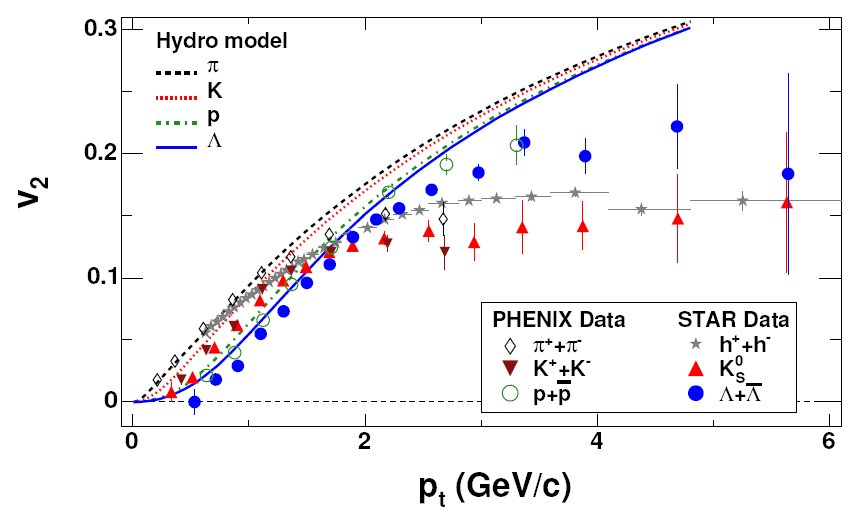 Hydro model
π
K
p
Λ
0.3
0.2
0.1
0
v₂
PHENIX Data
π⁺+π⁻
K⁺+K⁻
p+p̅
STAR Data
h⁺+h⁻
K⁰S
Λ+Λ̅
0 2 4 6
pₜ (GeV/c)